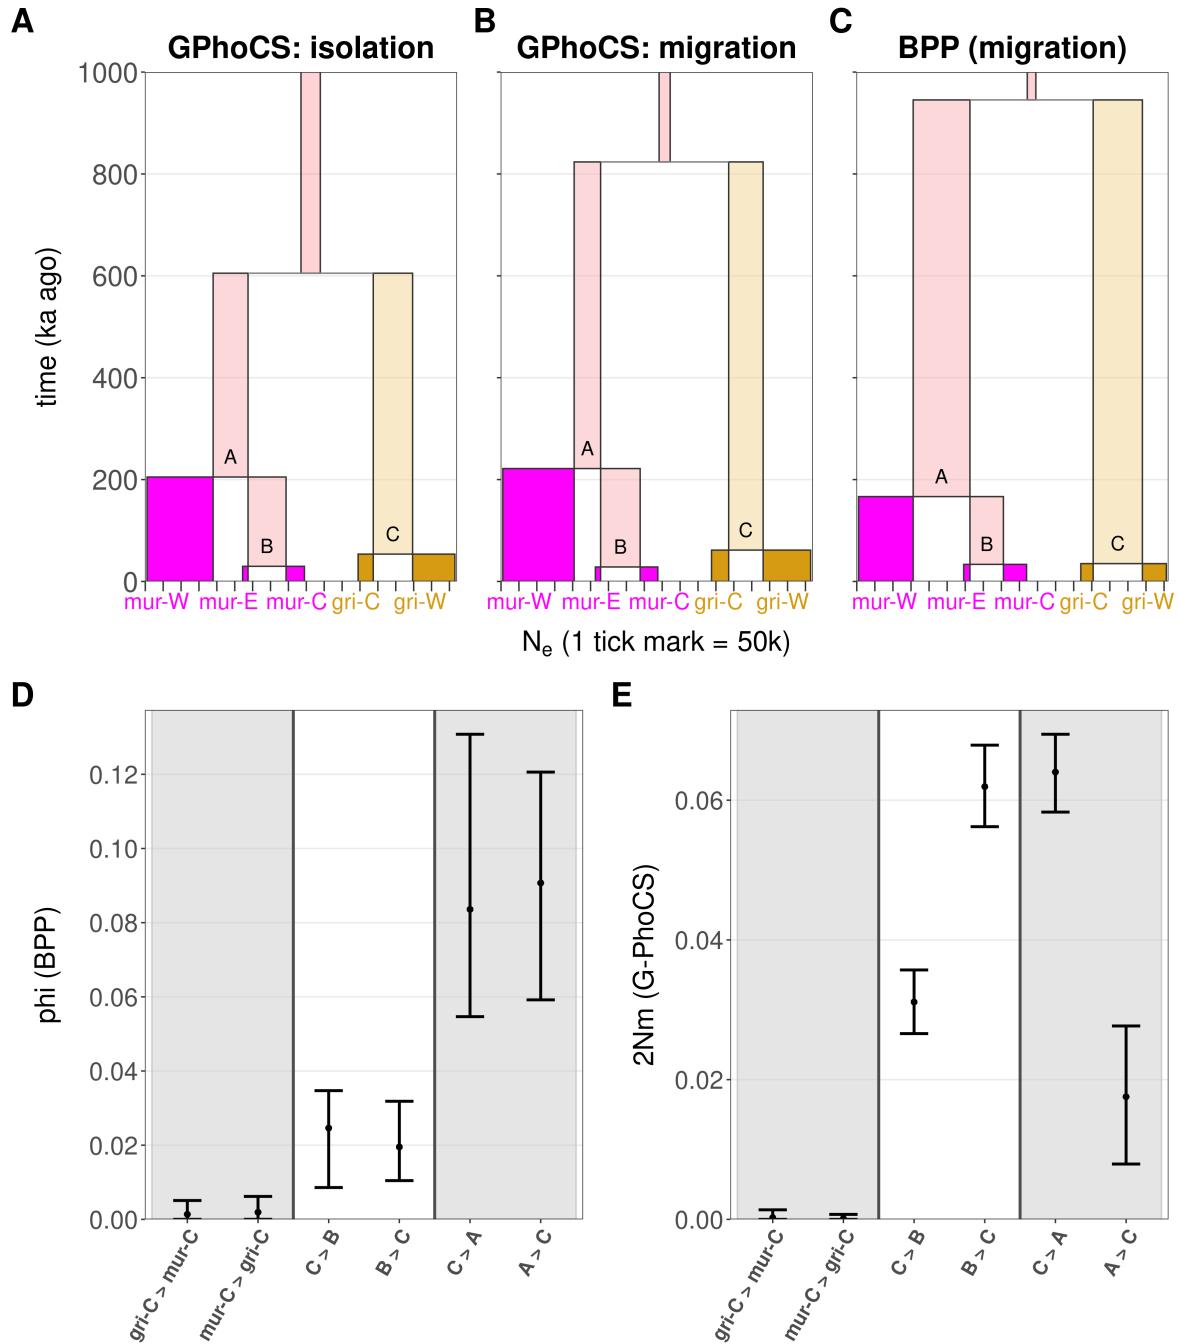 A B C
GPhoCS: isolation GPhoCS: migration BPP (migration)
time (ka ago)
1000
800
600
400
200
0
A
B
C
A
B
C
A
B
C
mur-W mur-E mur-C gri-C gri-W mur-W mur-E mur-C gri-C gri-W mur-W mur-E mur-C gri-C gri-W
Ne (1 tick mark = 50k)
D
phi (BPP)
0.12
0.10
0.08
0.06
0.04
0.02
0.00
gri-C > mur-C
mur-C > gri-C
C > B
B > C
C > A
A > C
E
2Nm (G-PhoCS)
0.06
0.04
0.02
0.00
gri-C > mur-C
mur-C > gri-C
C > B
B > C
C > A
A > C